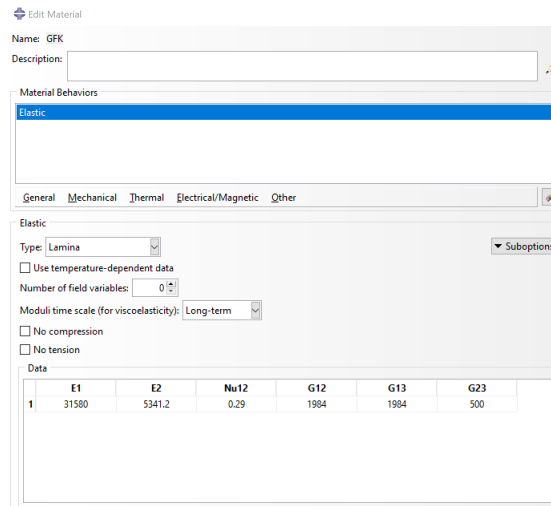 Edit Material
Name: GFK
Description:
Material Behaviors
Elastic
General Mechanical Thermal Electrical/Magnetic Other
Elastic
Type: Lamina
Suboptions
Use temperature-dependent data
Number of field variables: 0
Moduli time scale (for viscoelasticity): Long-term
No compression
No tension
Data
E1 E2 Nu12 G12 G13 G23
1 31580 5341.2 0.29 1984 1984 500